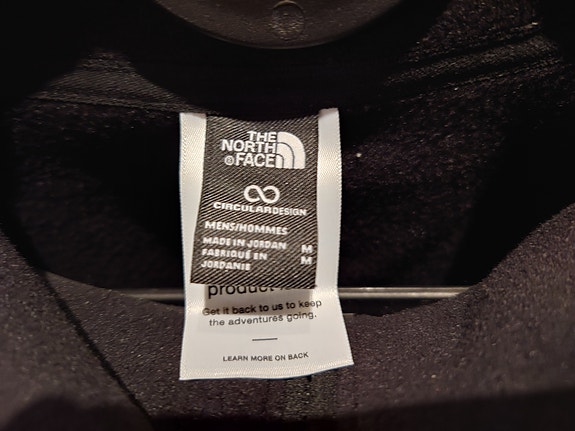 THE
NORTH
FACE
CIRCULARDESIGN
MENS/HOMMES
MADE IN JORDAN M
FABRIQUÉ EN M
JORDANIE
product
Get it back to us to keep
the adventures going.
LEARN MORE ON BACK